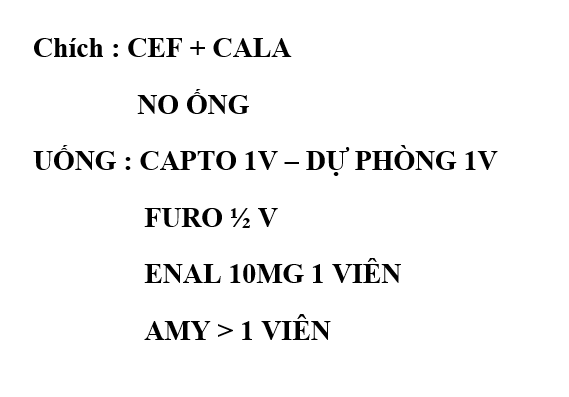 Chích : CEF + CALA
NO ỐNG
UỐNG : CAPTO 1V – DỰ PHÒNG 1V
FURO ½ V
ENAL 10MG 1 VIÊN
AMY > 1 VIÊN